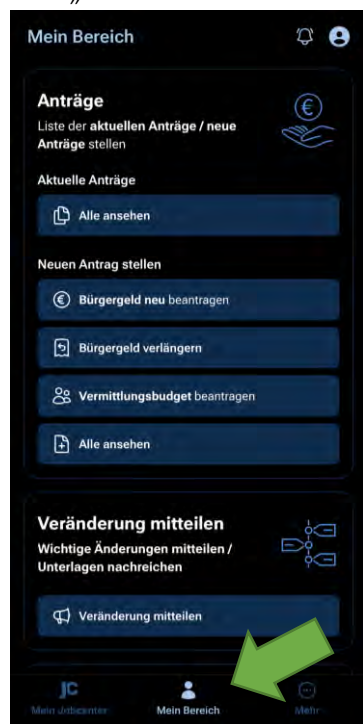 Mein Bereich
Anträge
Liste der aktuellen Anträge / neue
Anträge stellen
Aktuelle Anträge
Alle ansehen
Neuen Antrag stellen
Bürgergeld neu beantragen
Bürgergeld verlängern
Vermittlungsbudget beantragen
Alle ansehen
Veränderung mitteilen
Wichtige Änderungen mitteilen /
Unterlagen nachreichen
Veränderung mitteilen
JC
Mein Jobcenter Mein Bereich Mehr